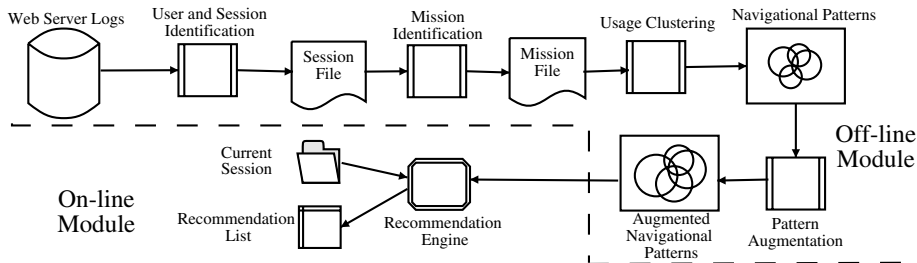 Web Server Logs
User and Session
Identification
Session
File
Mission
Identification
Mission
File
Usage Clustering
Navigational Patterns
Off-line
Module
Current
Session
On-line
Module
Recommendation
List
Recommendation
Engine
Augmented
Navigational
Patterns
Pattern
Augmentation